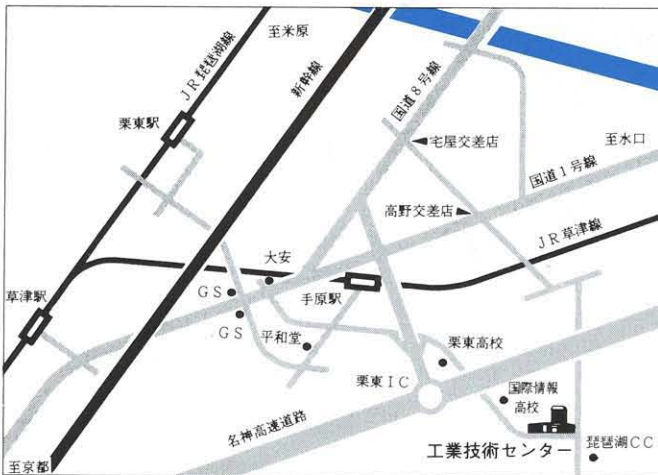 至米原
JR琵琶湖線
新幹線
国道8号線
栗東駅
宅屋交差店
至水口
国道1号線
高野交差店
JR草津線
大安
GS
手原駅
草津駅
GS
平和堂
栗東高校
栗東IC
国際情報
高校
名神高速道路
工業技術センター
琵琶湖CC
至京都